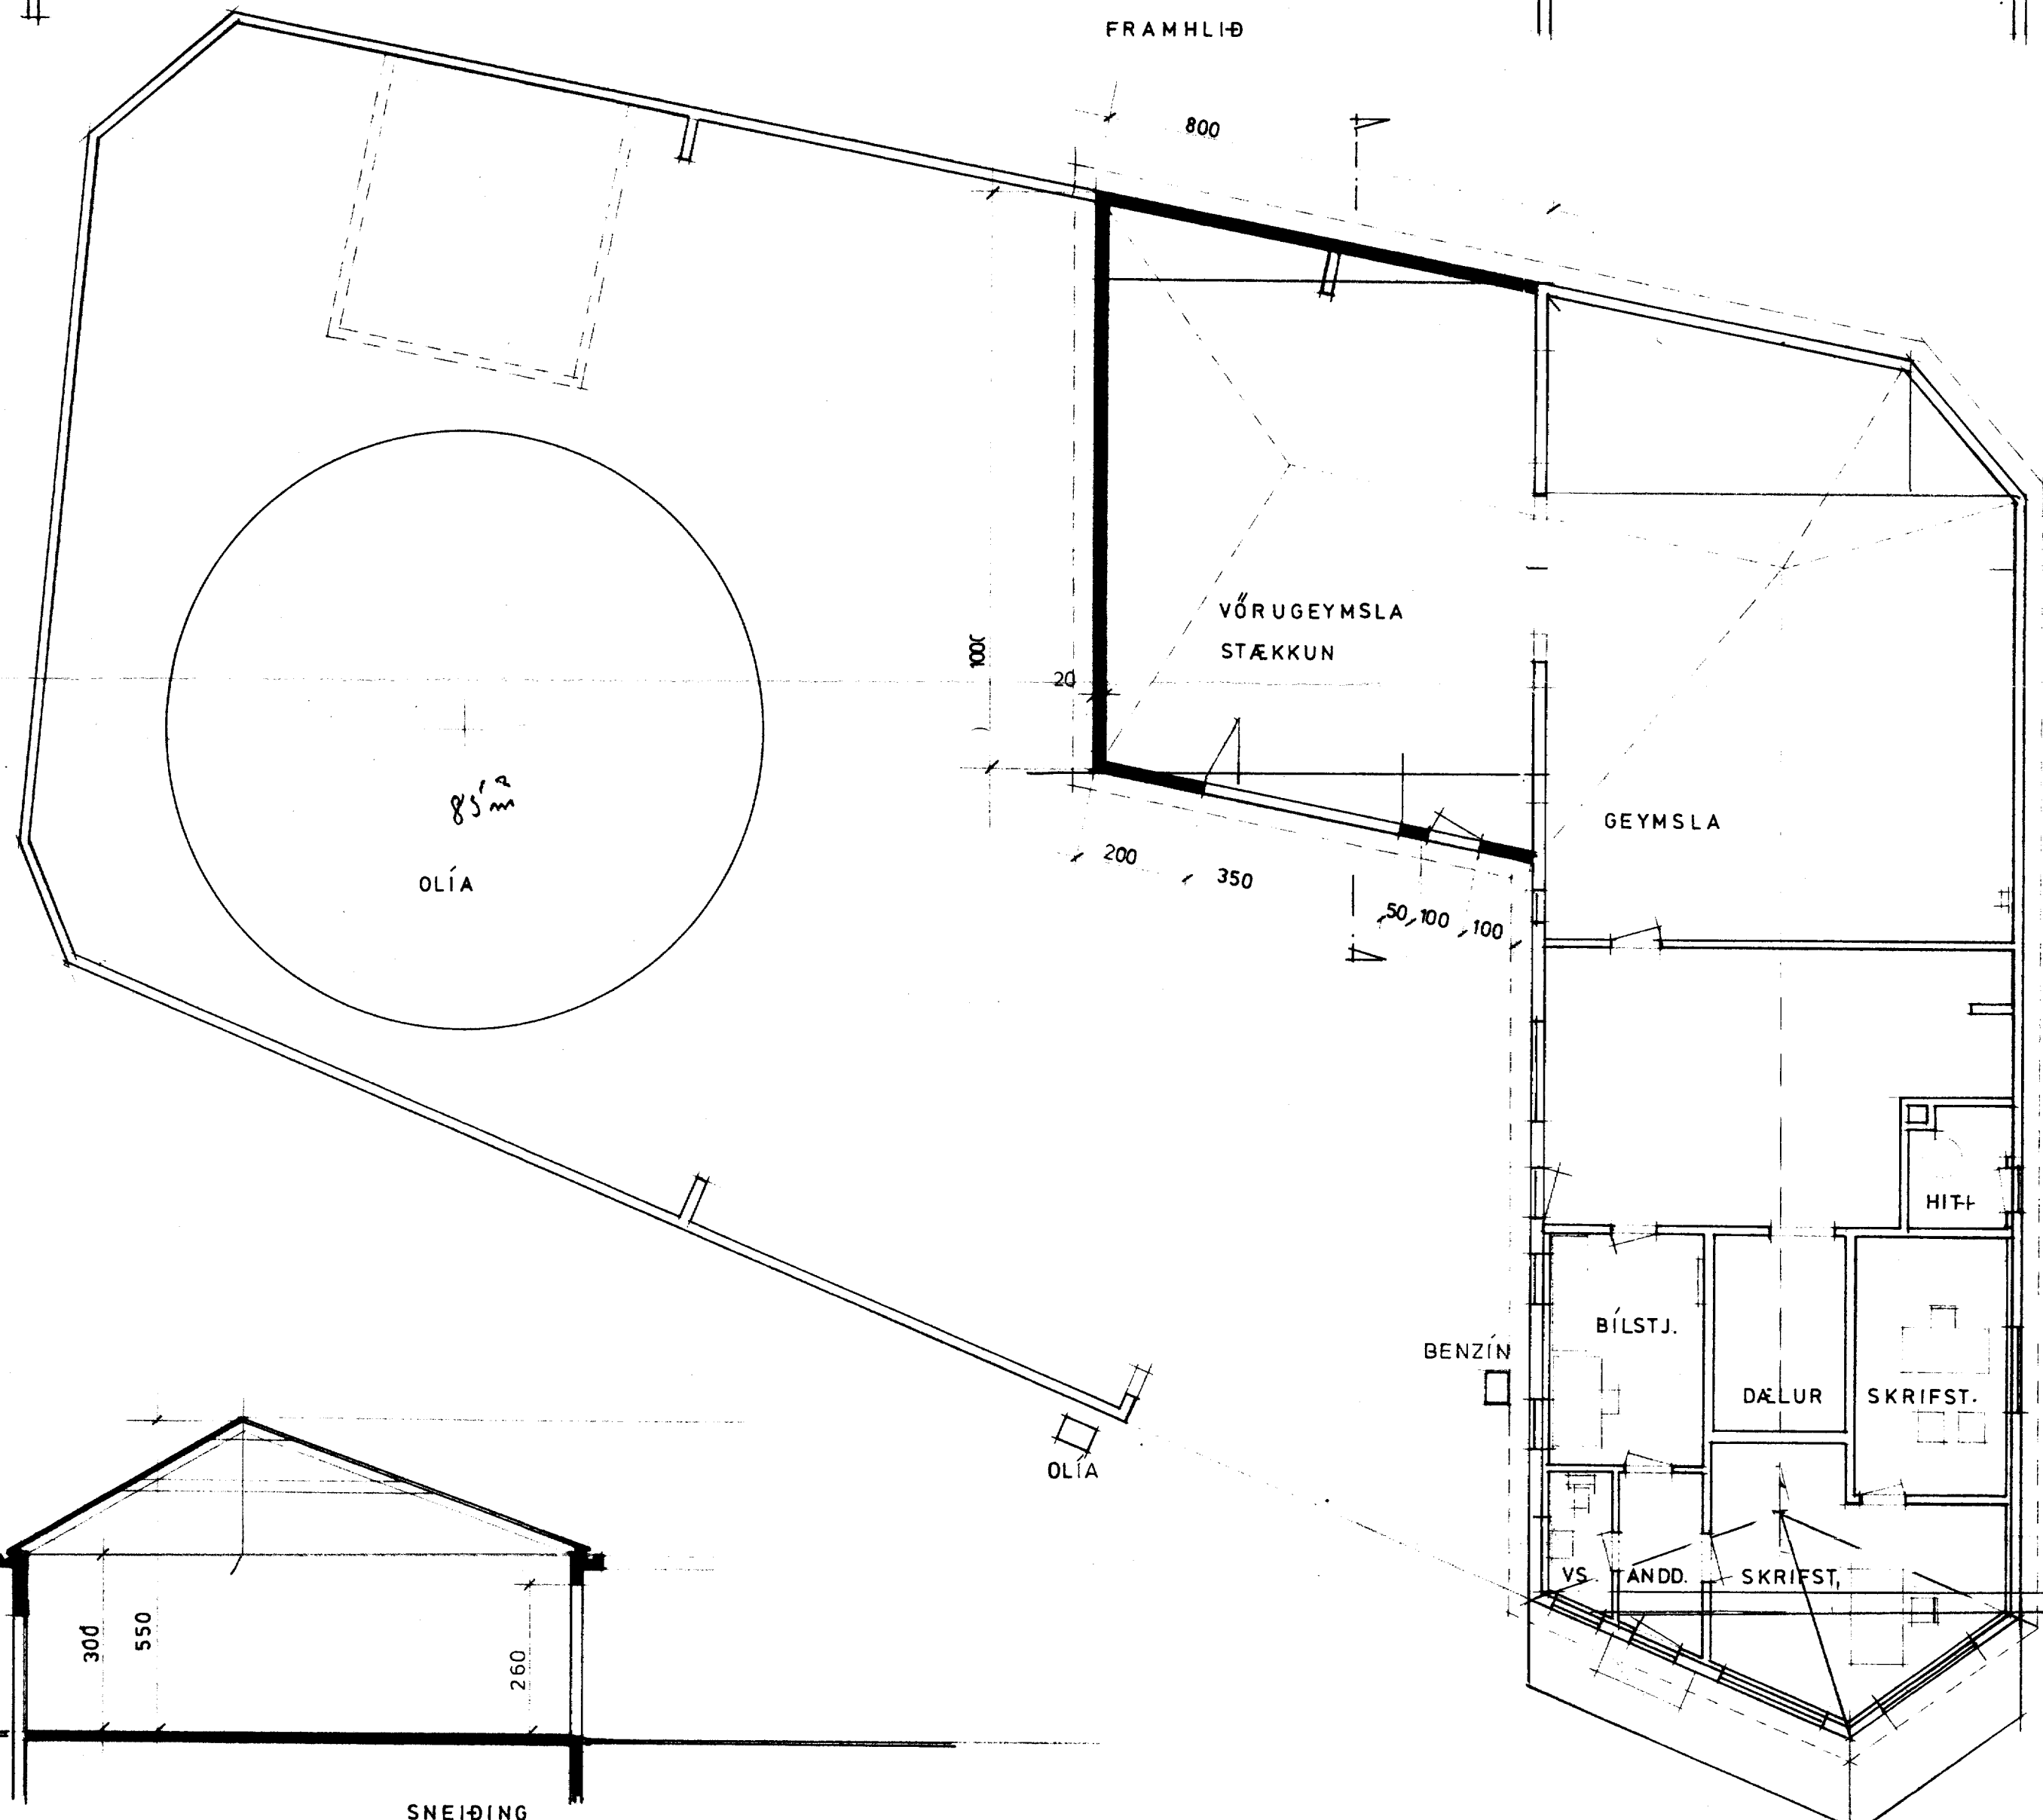 FRAMHLIÐ
800
VÖRUGEYMSLA
STÆKKUN
1000
20
85 m²
OLÍA
GEYMSLA
200
350
50
100
100
HIT
BÍLSTJ.
BENZÍN
DÆLUR
SKRIFST.
OLÍA
VS.
ANDD.
SKRIFST.
300
550
260
SNEIÐING